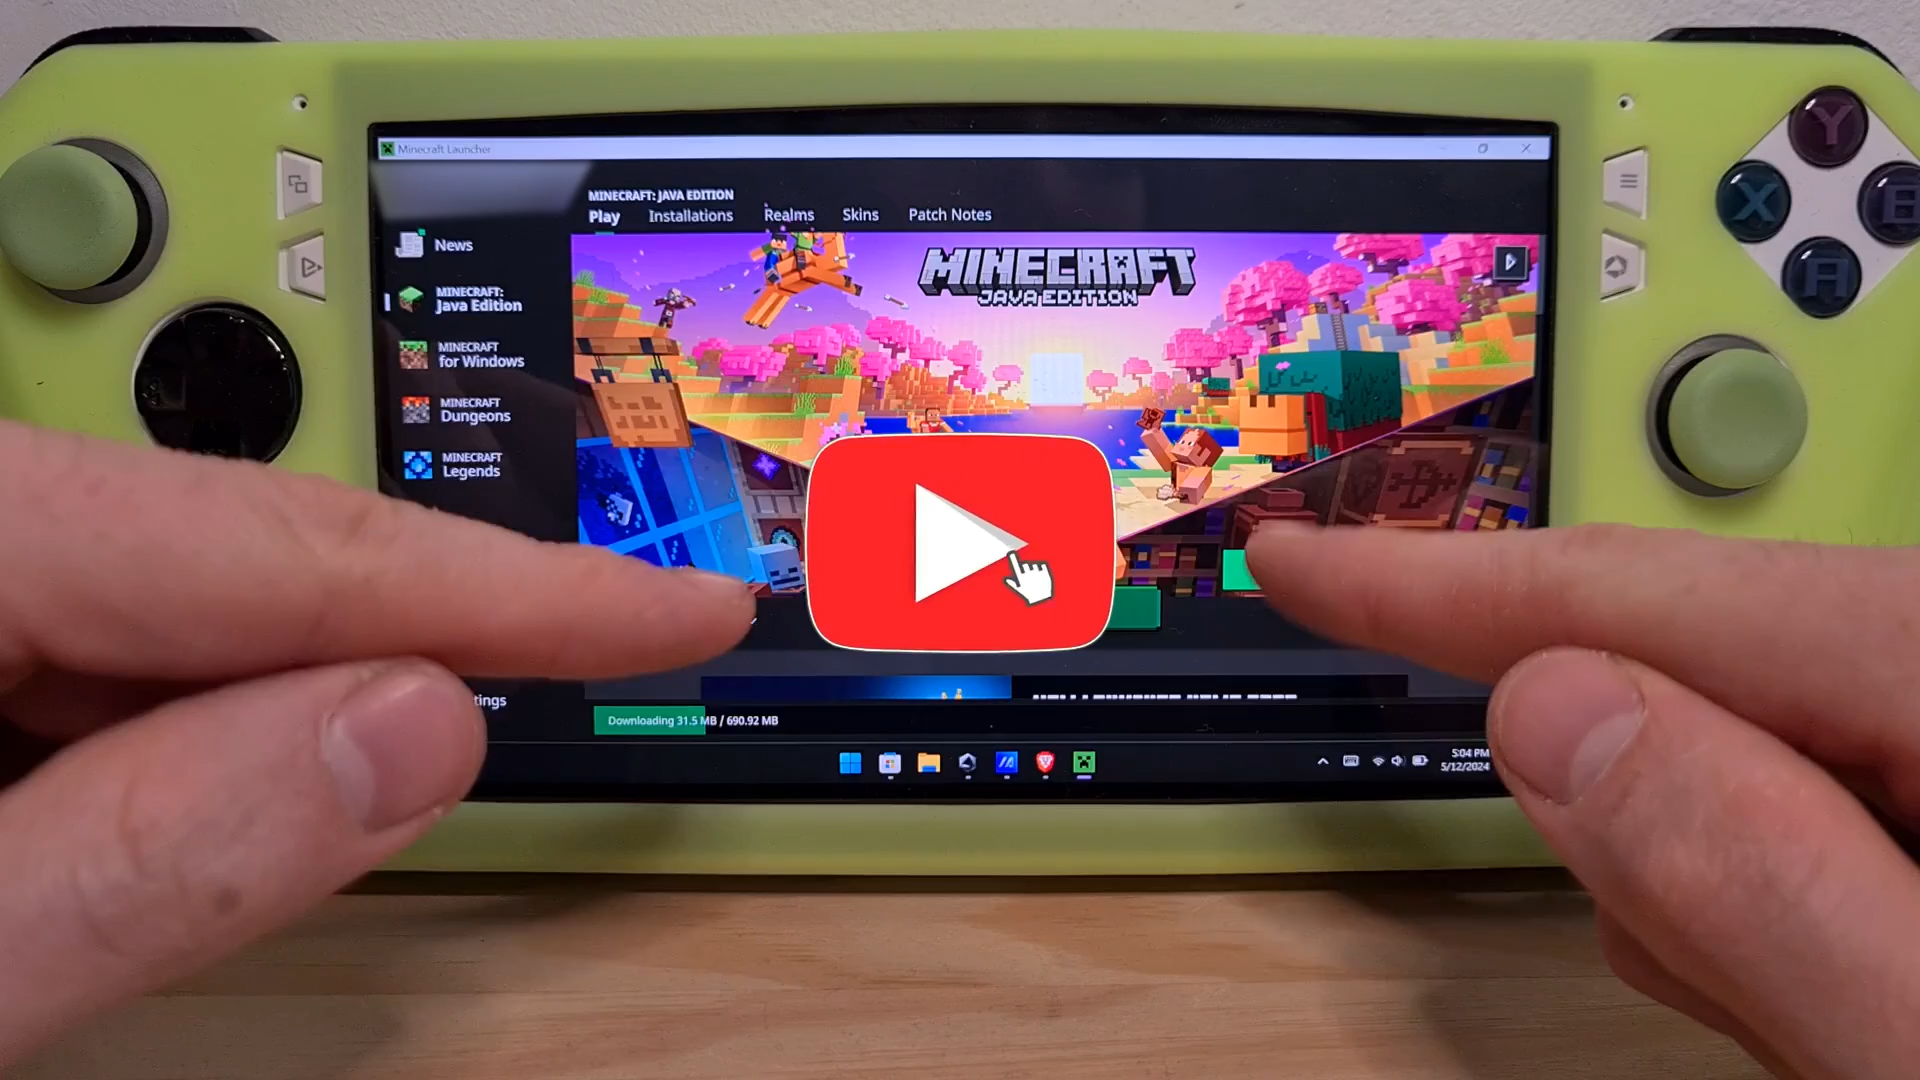 Minecraft Launcher
MINECRAFT: JAVA EDITION
Play Installations Realms Skins Patch Notes
News
MINECRAFT:
Java Edition
MINECRAFT
for Windows
MINECRAFT
Dungeons
MINECRAFT
Legends
MINECRAFT
JAVA EDITION
tings
Downloading 31.5 MB / 690.92 MB
5:04 PM
5/12/2024
Y
X
B
A